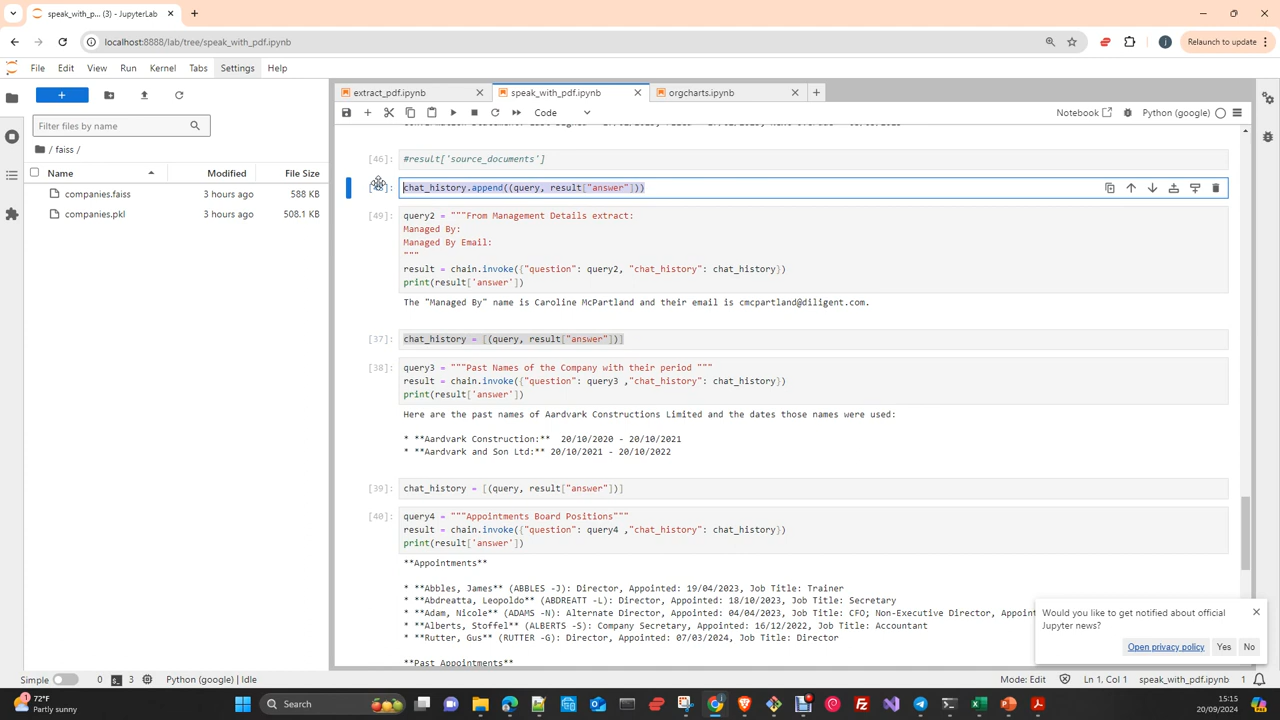 speak_with_p... (3) - JupyterLab
localhost:8888/lab/tree/speak_with_pdf.ipynb
Relaunch to update
File Edit View Run Kernel Tabs Settings Help
extract_pdf.ipynb
speak_with_pdf.ipynb
orgcharts.ipynb
Code
Notebook
Python (google)
Filter files by name
/ faiss /
Name Modified File Size
companies.faiss 3 hours ago 588 KB
companies.pkl 3 hours ago 508.1 KB
[46]: #result['source_documents']
chat_history.append((query, result["answer"]))
[49]: query2 = """From Management Details extract:
Managed By:
Managed By Email:
"""
result = chain.invoke({"question": query2, "chat_history": chat_history})
print(result['answer'])
The "Managed By" name is Caroline McPartland and their email is cmcpartland@diligent.com.
[37]: chat_history = [(query, result["answer"])]
[38]: query3 = """Past Names of the Company with their period """
result = chain.invoke({"question": query3 ,"chat_history": chat_history})
print(result['answer'])
Here are the past names of Aardvark Constructions Limited and the dates those names were used:
* **Aardvark Construction:** 20/10/2020 - 20/10/2021
* **Aardvark and Son Ltd:** 20/10/2021 - 20/10/2022
[39]: chat_history = [(query, result["answer"])]
[40]: query4 = """Appointments Board Positions"""
result = chain.invoke({"question": query4 ,"chat_history": chat_history})
print(result['answer'])
**Appointments**
* **Abbles, James** (ABBLES -J): Director, Appointed: 19/04/2023, Job Title: Trainer
* **Abdreatta, Leopoldo** (ABDREATT -L): Director, Appointed: 18/10/2023, Job Title: Secretary
* **Adam, Nicole** (ADAMS -N): Alternate Director, Appointed: 04/04/2023, Job Title: CFO; Non-Executive Director, Appoint
* **Alberts, Stoffel** (ALBERTS -S): Company Secretary, Appointed: 16/12/2022, Job Title: Accountant
* **Rutter, Gus** (RUTTER -G): Director, Appointed: 07/03/2024, Job Title: Director
**Past Appointments**
Would you like to get notified about official
Jupyter news?
Open privacy policy Yes No
Simple 0 3 Python (google) | Idle Mode: Edit Ln 1, Col 1 speak_with_pdf.ipynb 1
72°F
Partly sunny
Search
15:15
20/09/2024